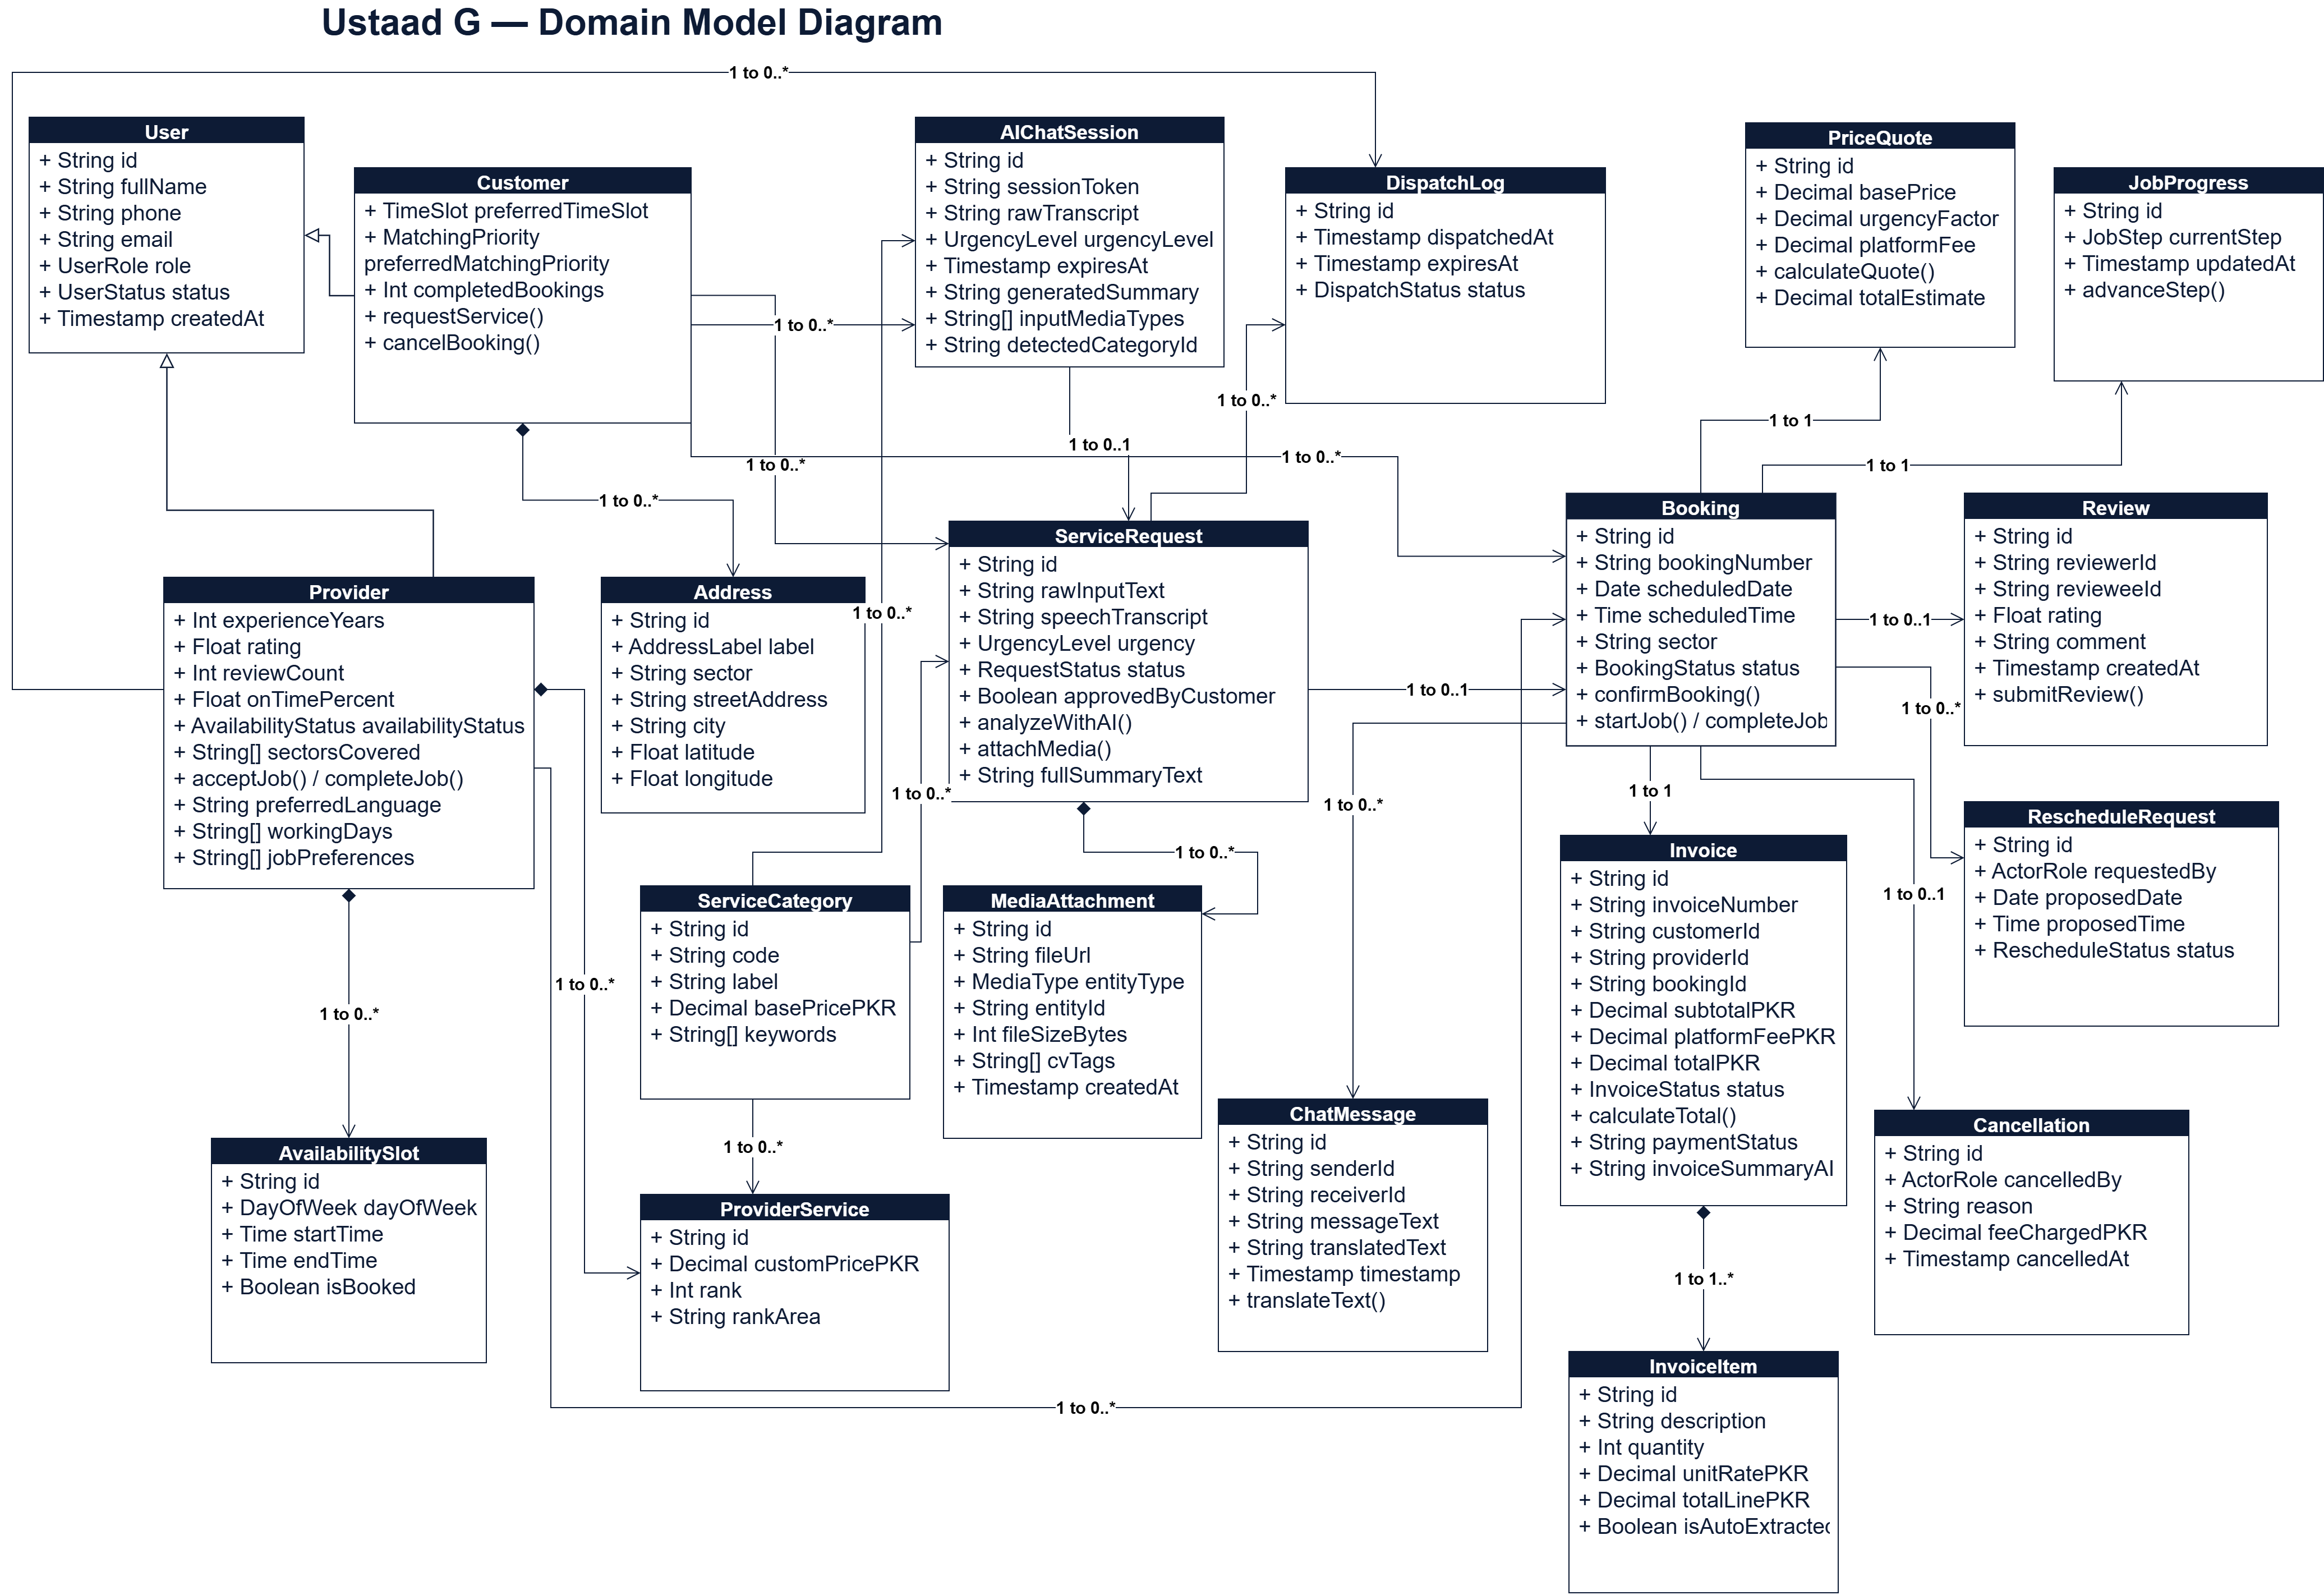 Ustaad G — Domain Model Diagram
1 to 0..*
User
+ String id
+ String fullName
+ String phone
+ String email
+ UserRole role
+ UserStatus status
+ Timestamp createdAt
Customer
+ TimeSlot preferredTimeSlot
+ MatchingPriority
preferredMatchingPriority
+ Int completedBookings
+ requestService()
+ cancelBooking()
AIChatSession
+ String id
+ String sessionToken
+ String rawTranscript
+ UrgencyLevel urgencyLevel
+ Timestamp expiresAt
+ String generatedSummary
+ String[] inputMediaTypes
+ String detectedCategoryId
DispatchLog
+ String id
+ Timestamp dispatchedAt
+ Timestamp expiresAt
+ DispatchStatus status
PriceQuote
+ String id
+ Decimal basePrice
+ Decimal urgencyFactor
+ Decimal platformFee
+ calculateQuote()
+ Decimal totalEstimate
JobProgress
+ String id
+ JobStep currentStep
+ Timestamp updatedAt
+ advanceStep()
1 to 0..*
1 to 0..*
1 to 1
1 to 0..1
1 to 0..*
1 to 0..*
1 to 1
1 to 0..*
Provider
+ Int experienceYears
+ Float rating
+ Int reviewCount
+ Float onTimePercent
+ AvailabilityStatus availabilityStatus
+ String[] sectorsCovered
+ acceptJob() / completeJob()
+ String preferredLanguage
+ String[] workingDays
+ String[] jobPreferences
Address
+ String id
+ AddressLabel label
+ String sector
+ String streetAddress
+ String city
+ Float latitude
+ Float longitude
1 to 0..*
ServiceRequest
+ String id
+ String rawInputText
+ String speechTranscript
+ UrgencyLevel urgency
+ RequestStatus status
+ Boolean approvedByCustomer
+ analyzeWithAI()
+ attachMedia()
+ String fullSummaryText
1 to 0..1
Booking
+ String id
+ String bookingNumber
+ Date scheduledDate
+ Time scheduledTime
+ String sector
+ BookingStatus status
+ confirmBooking()
+ startJob() / completeJob
1 to 0..1
Review
+ String id
+ String reviewerId
+ String revieweeId
+ Float rating
+ String comment
+ Timestamp createdAt
+ submitReview()
1 to 0..*
1 to 0..*
1 to 0..*
1 to 1
1 to 0..*
1 to 0..1
RescheduleRequest
+ String id
+ ActorRole requestedBy
+ Date proposedDate
+ Time proposedTime
+ RescheduleStatus status
ServiceCategory
+ String id
+ String code
+ String label
+ Decimal basePricePKR
+ String[] keywords
MediaAttachment
+ String id
+ String fileUrl
+ MediaType entityType
+ String entityId
+ Int fileSizeBytes
+ String[] cvTags
+ Timestamp createdAt
Invoice
+ String id
+ String invoiceNumber
+ String customerId
+ String providerId
+ String bookingId
+ Decimal subtotalPKR
+ Decimal platformFeePKR
+ Decimal totalPKR
+ InvoiceStatus status
+ calculateTotal()
+ String paymentStatus
+ String invoiceSummaryAI
1 to 0..*
1 to 0..*
1 to 0..*
AvailabilitySlot
+ String id
+ DayOfWeek dayOfWeek
+ Time startTime
+ Time endTime
+ Boolean isBooked
ProviderService
+ String id
+ Decimal customPricePKR
+ Int rank
+ String rankArea
ChatMessage
+ String id
+ String senderId
+ String receiverId
+ String messageText
+ String translatedText
+ Timestamp timestamp
+ translateText()
Cancellation
+ String id
+ ActorRole cancelledBy
+ String reason
+ Decimal feeChargedPKR
+ Timestamp cancelledAt
1 to 1..*
1 to 0..*
InvoiceItem
+ String id
+ String description
+ Int quantity
+ Decimal unitRatePKR
+ Decimal totalLinePKR
+ Boolean isAutoExtracted